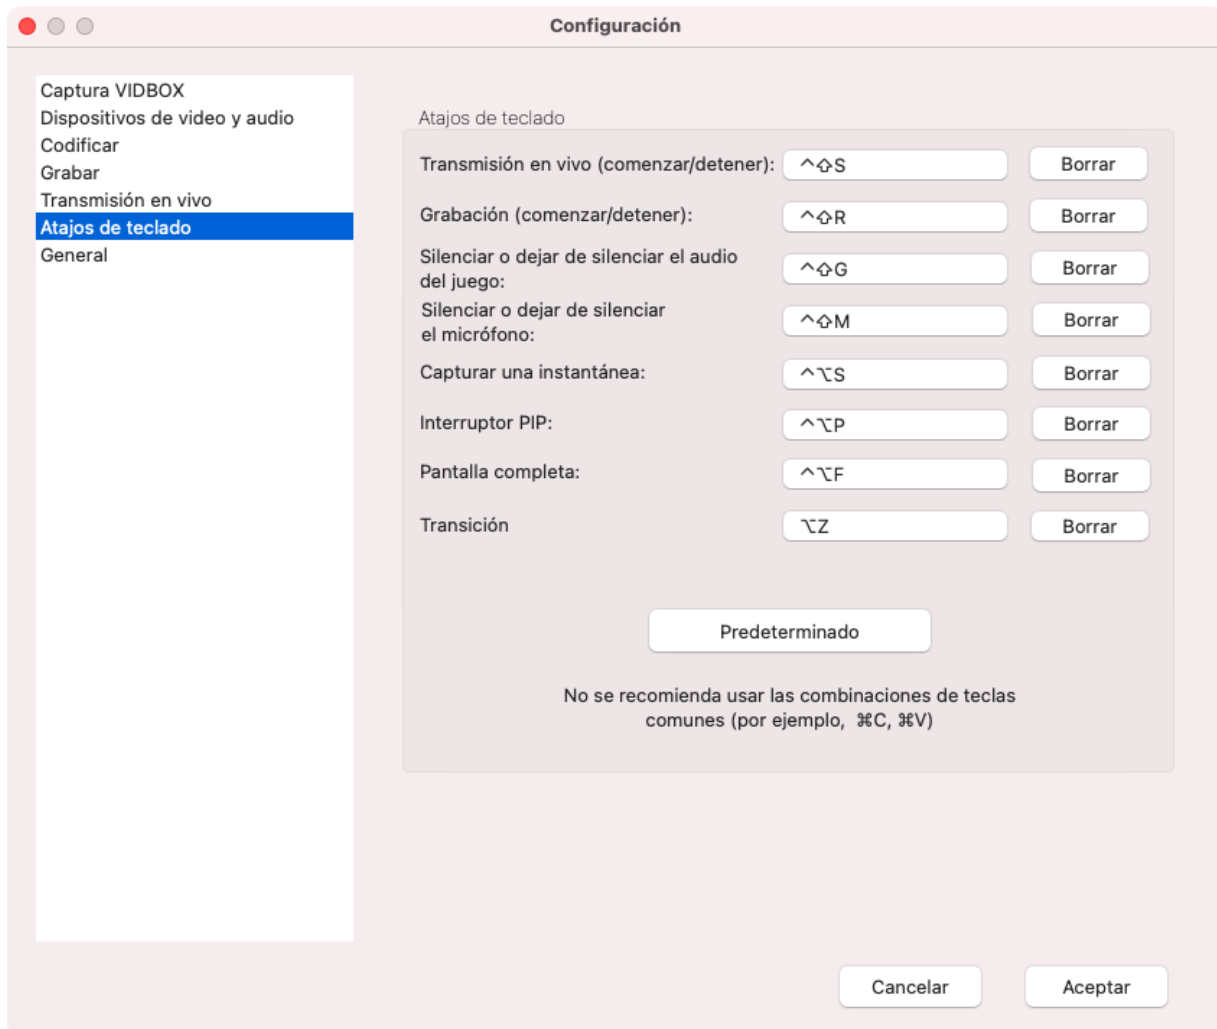 Configuración
Captura VIDBOX
Dispositivos de video y audio
Codificar
Grabar
Transmisión en vivo
Atajos de teclado
General
Atajos de teclado
Transmisión en vivo (comenzar/detener): ^⇧S Borrar
Grabación (comenzar/detener): ^⇧R Borrar
Silenciar o dejar de silenciar el audio
del juego: ^⇧G Borrar
Silenciar o dejar de silenciar
el micrófono: ^⇧M Borrar
Capturar una instantánea: ^⌥S Borrar
Interruptor PIP: ^⌥P Borrar
Pantalla completa: ^⌥F Borrar
Transición ⌥Z Borrar
Predeterminado
No se recomienda usar las combinaciones de teclas
comunes (por ejemplo, ⌘C, ⌘V)
Cancelar Aceptar